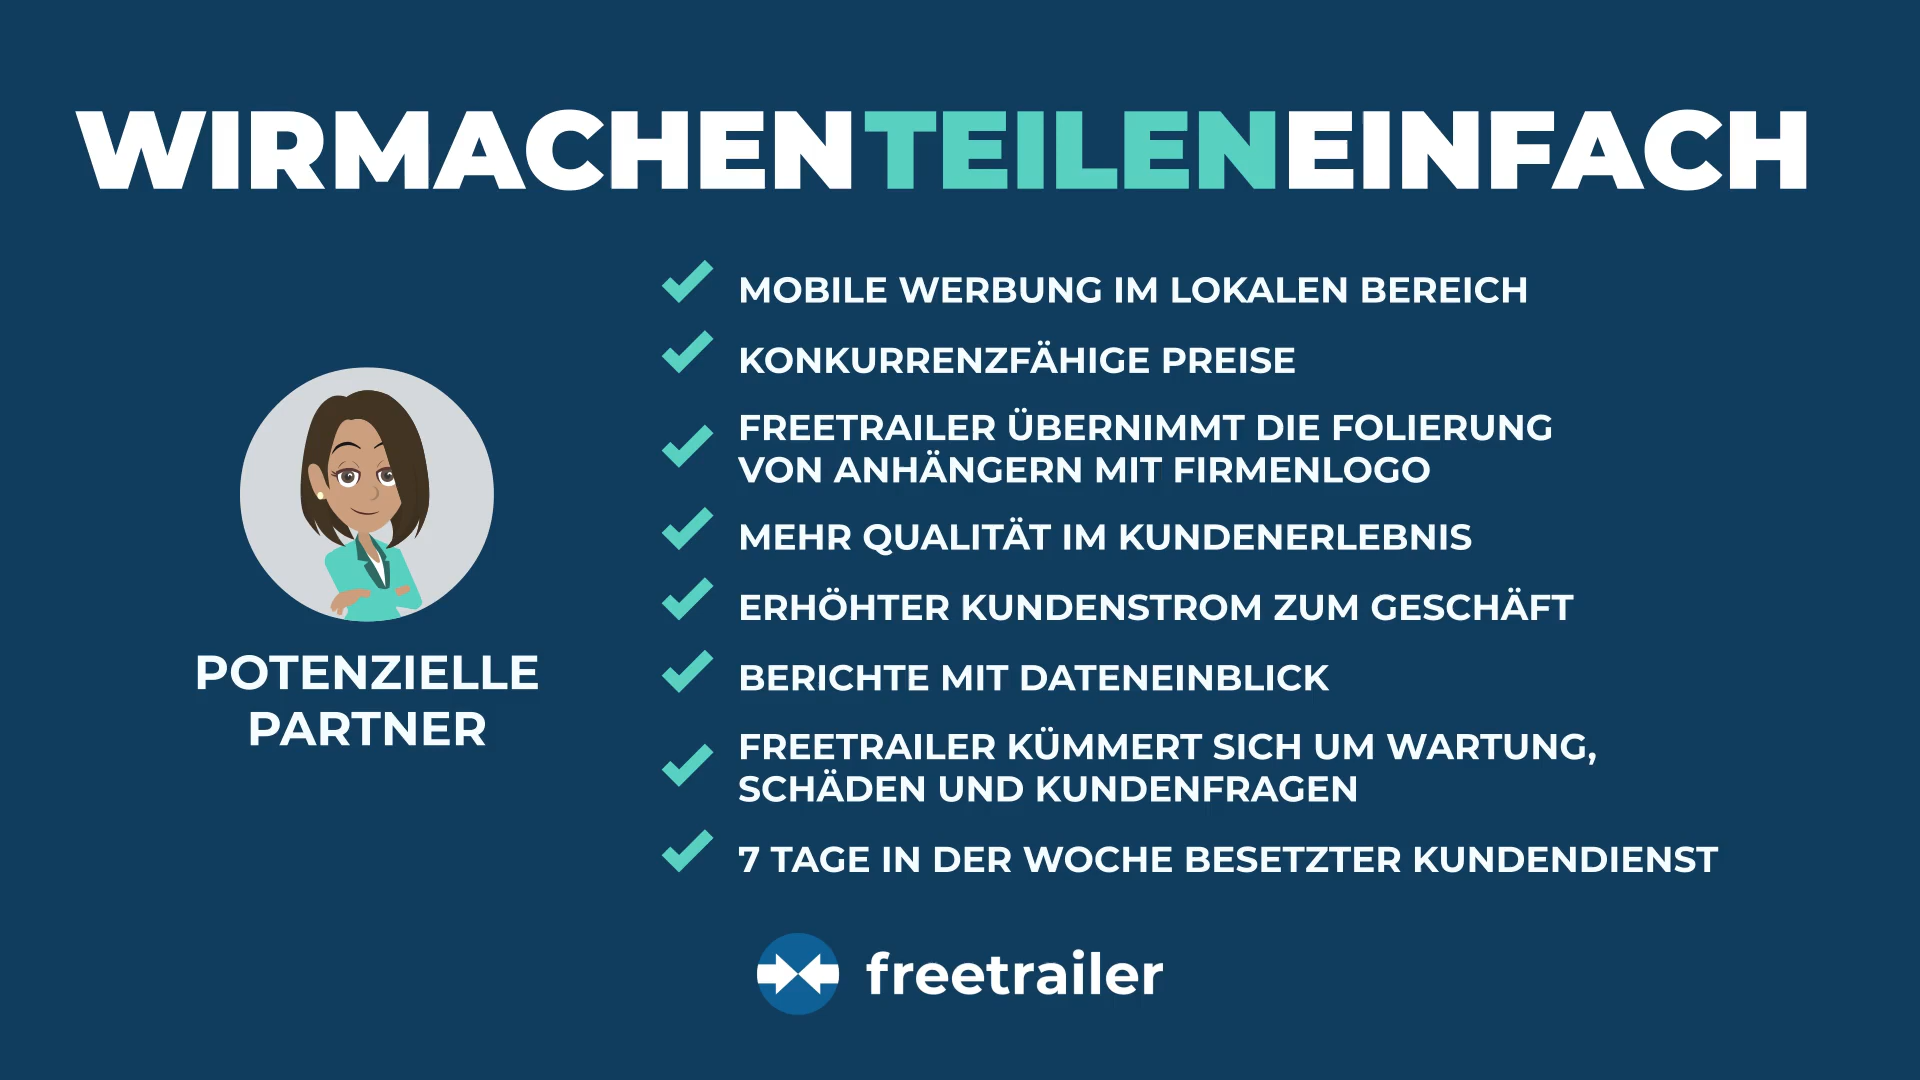 WIRMACHENTEILENEINFACH
MOBILE WERBUNG IM LOKALEN BEREICH
KONKURRENZFÄHIGE PREISE
FREETRAILER ÜBERNIMMT DIE FOLIERUNG
VON ANHÄNGERN MIT FIRMENLOGO
MEHR QUALITÄT IM KUNDENERLEBNIS
ERHÖHTER KUNDENSTROM ZUM GESCHÄFT
BERICHTE MIT DATENEINBLICK
FREETRAILER KÜMMERT SICH UM WARTUNG,
SCHÄDEN UND KUNDENFRAGEN
7 TAGE IN DER WOCHE BESETZTER KUNDENDIENST
POTENZIELLE
PARTNER
freetrailer